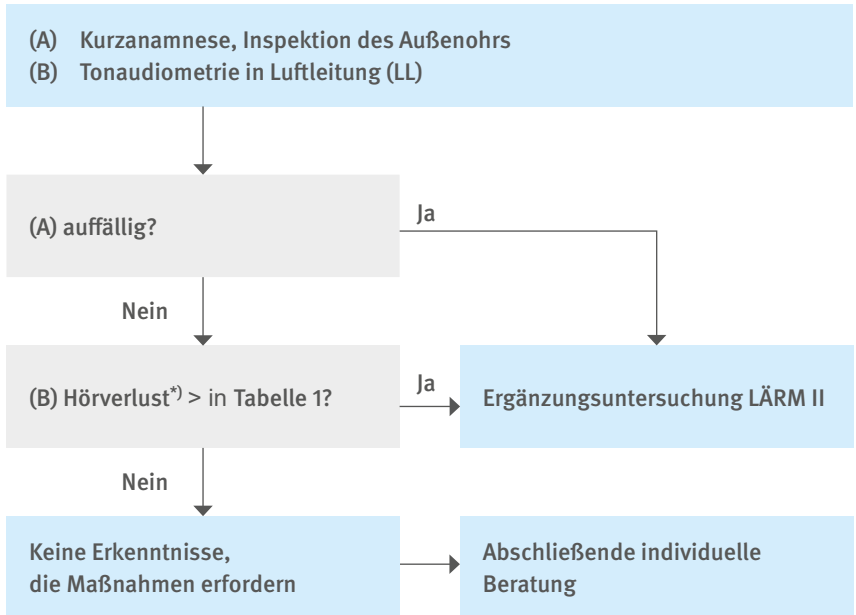 (A) Kurzanamnese, Inspektion des Außenohrs
(B) Tonaudiometrie in Luftleitung (LL)
(A) auffällig?
Ja
Nein
(B) Hörverlust*) > in Tabelle 1?
Ja
Ergänzungsuntersuchung LÄRM II
Nein
Keine Erkenntnisse,
die Maßnahmen erfordern
Abschließende individuelle
Beratung